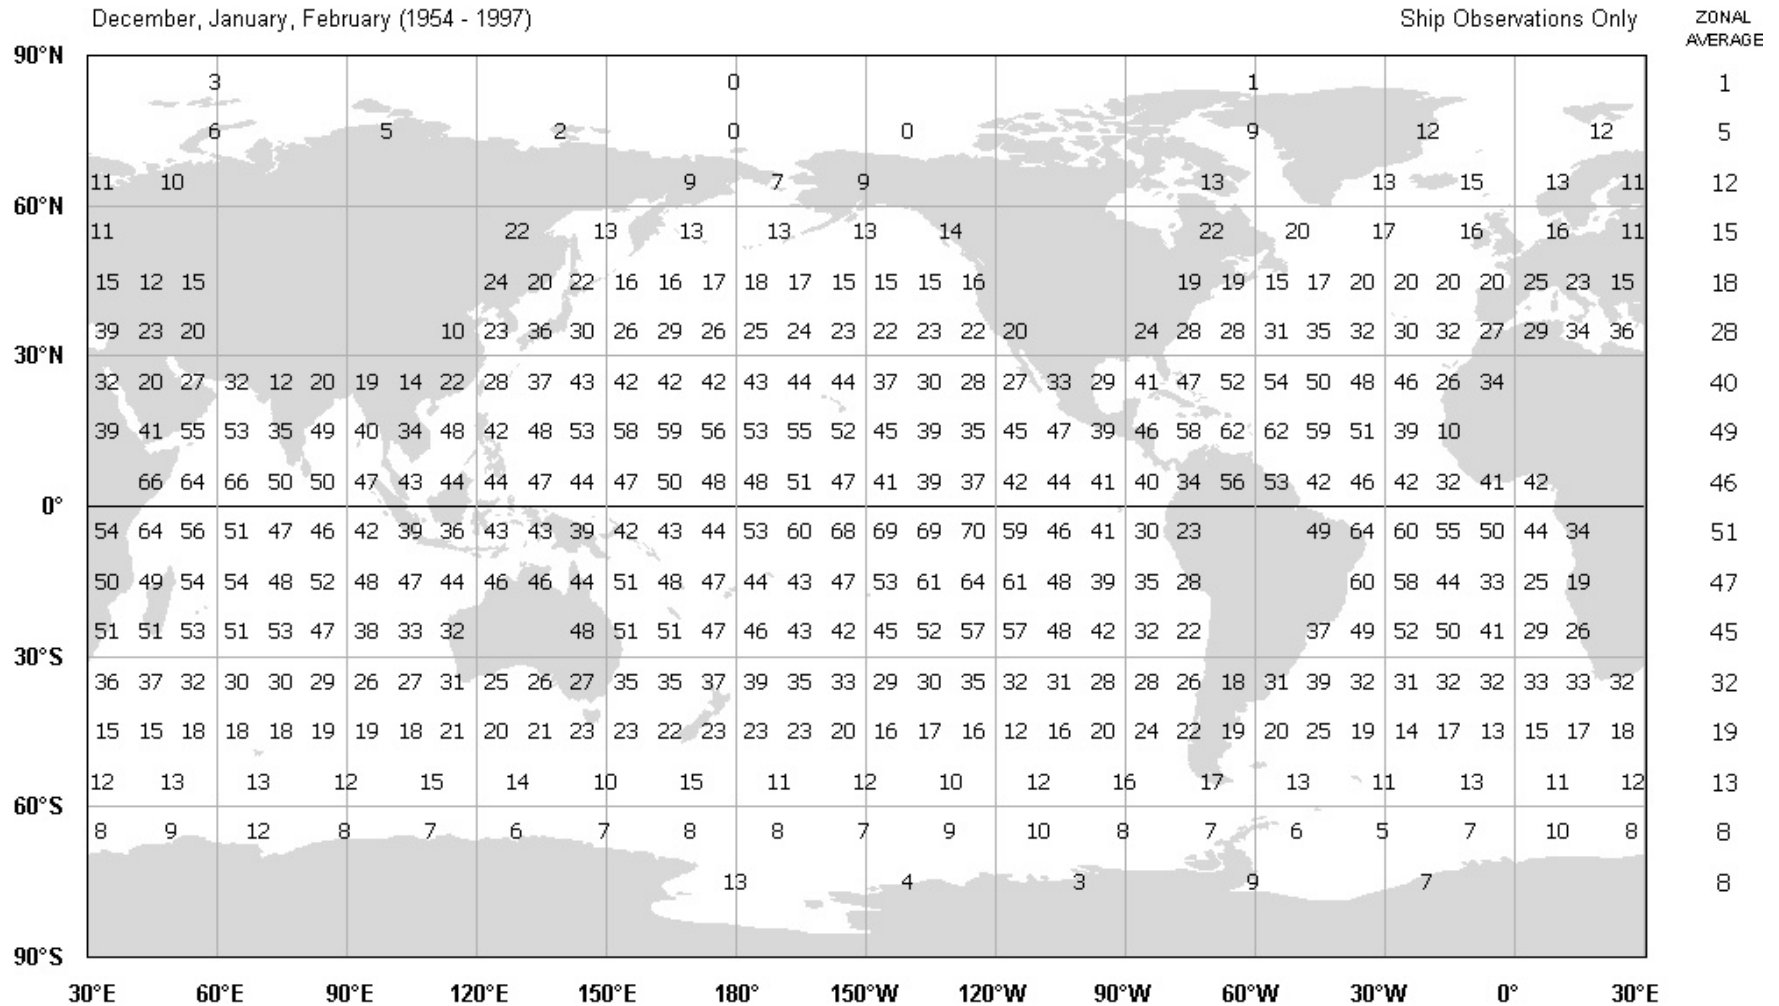 December, January, February (1954 - 1997) Ship Observations Only ZONAL
AVERAGE
90°N
3 0 1 1
6 5 2 0 0 9 12 12 5
11 10 9 7 9 13 13 15 13 11 12
60°N
11 22 13 13 13 13 14 22 20 17 16 16 11 15
15 12 15 24 20 22 16 16 17 18 17 15 15 15 16 19 19 15 17 20 20 20 20 25 23 15 18
39 23 20 10 23 36 30 26 29 26 25 24 23 22 23 22 20 24 28 28 31 35 32 30 32 27 29 34 36 28
30°N
32 20 27 32 12 20 19 14 22 28 37 43 42 42 42 43 44 44 37 30 28 27 33 29 41 47 52 54 50 48 46 26 34 40
39 41 55 53 35 49 40 34 48 42 48 53 58 59 56 53 55 52 45 39 35 45 47 39 46 58 62 62 59 51 39 10 49
66 64 66 50 50 47 43 44 44 47 44 47 50 48 48 51 47 41 39 37 42 44 41 40 34 56 53 42 46 42 32 41 42 46
0°
54 64 56 51 47 46 42 39 36 43 43 39 42 43 44 53 60 68 69 69 70 59 46 41 30 23 49 64 60 55 50 44 34 51
50 49 54 54 48 52 48 47 44 46 46 44 51 48 47 44 43 47 53 61 64 61 48 39 35 28 60 58 44 33 25 19 47
51 51 53 51 53 47 38 33 32 48 51 51 47 46 43 42 45 52 57 57 48 42 32 22 37 49 52 50 41 29 26 45
30°S
36 37 32 30 30 29 26 27 31 25 26 27 35 35 37 39 35 33 29 30 35 32 31 28 28 26 18 31 39 32 31 32 32 33 33 32 32
15 15 18 18 18 19 19 18 21 20 21 23 23 22 23 23 23 20 16 17 16 12 16 20 24 22 19 20 25 19 14 17 13 15 17 18 19
12 13 13 12 15 14 10 15 11 12 10 12 16 17 13 11 13 11 12 13
60°S
8 9 12 8 7 6 7 8 8 7 9 10 8 7 6 5 7 10 8 8
13 4 3 9 7 8
90°S
30°E 60°E 90°E 120°E 150°E 180° 150°W 120°W 90°W 60°W 30°W 0° 30°E